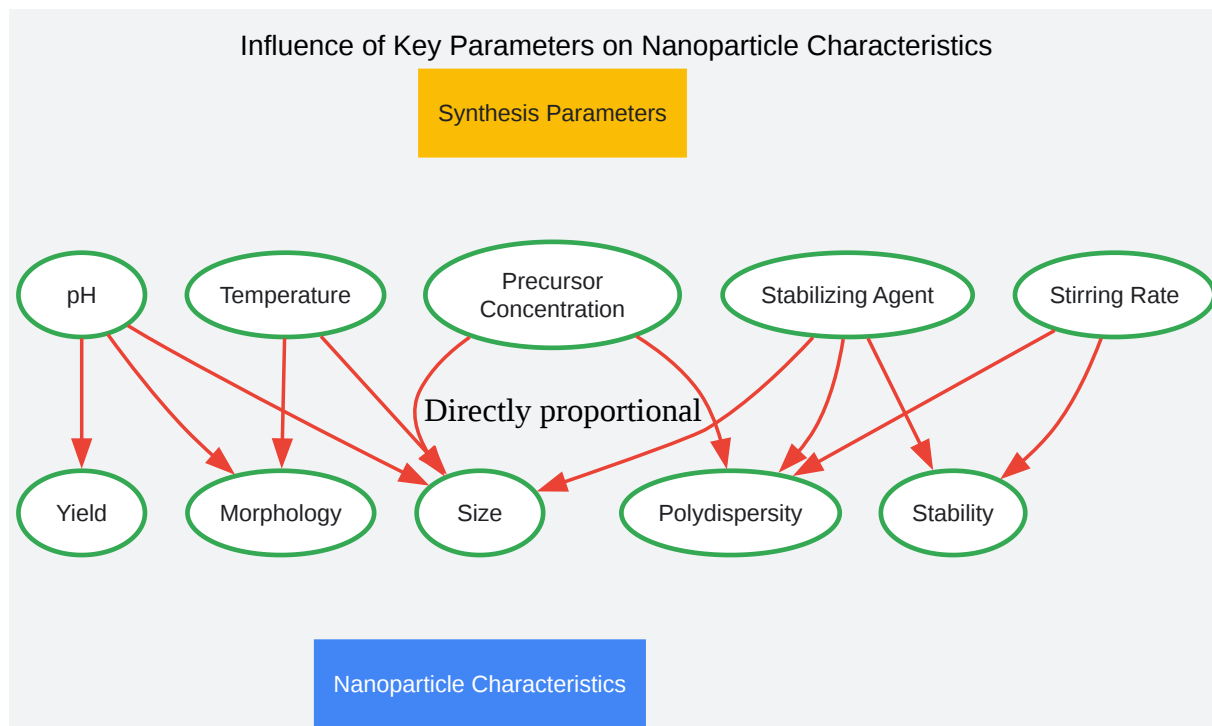 Influence of Key Parameters on Nanoparticle Characteristics
Synthesis Parameters
pH
Temperature
Precursor
Concentration
Stabilizing Agent
Stirring Rate
Directly proportional
Yield
Morphology
Size
Polydispersity
Stability
Nanoparticle Characteristics